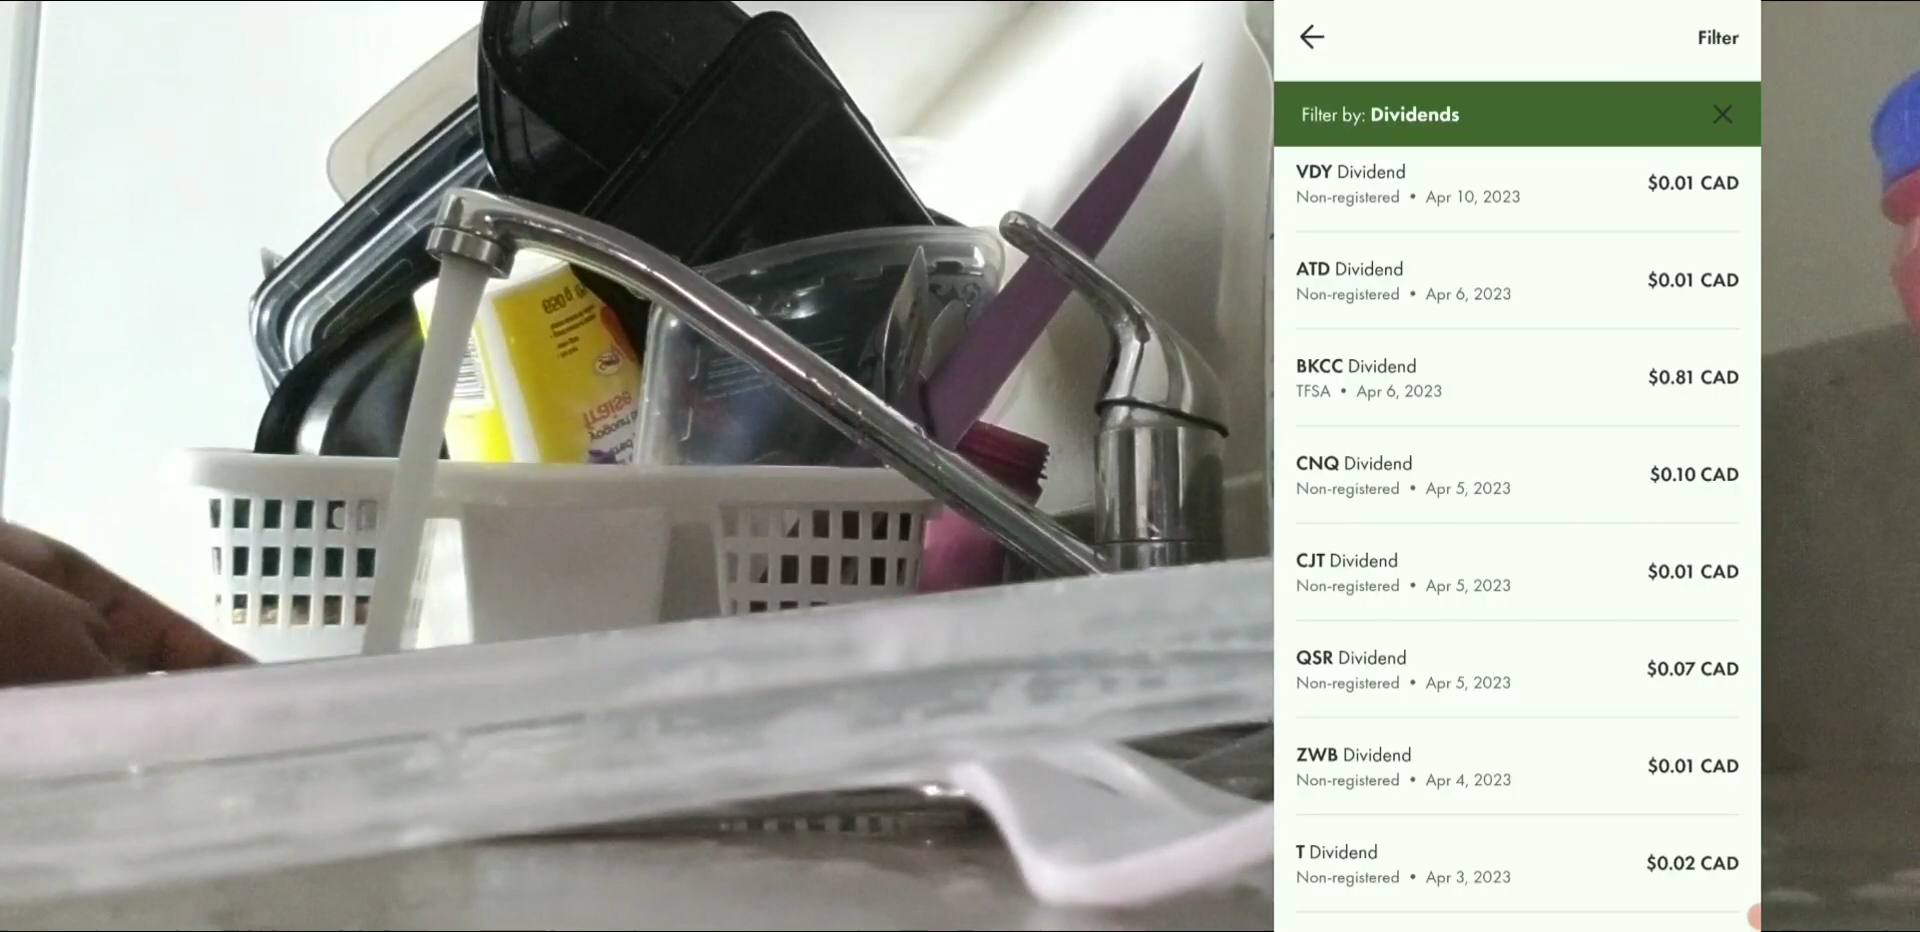 Filter
Filter by: Dividends
VDY Dividend
$0.01 CAD
Non-registered • Apr 10, 2023
ATD Dividend
$0.01 CAD
Non-registered • Apr 6, 2023
BKCC Dividend
$0.81 CAD
TFSA • Apr 6, 2023
CNQ Dividend
$0.10 CAD
Non-registered • Apr 5, 2023
CJT Dividend
$0.01 CAD
Non-registered • Apr 5, 2023
QSR Dividend
$0.07 CAD
Non-registered • Apr 5, 2023
ZWB Dividend
$0.01 CAD
Non-registered • Apr 4, 2023
T Dividend
$0.02 CAD
Non-registered • Apr 3, 2023